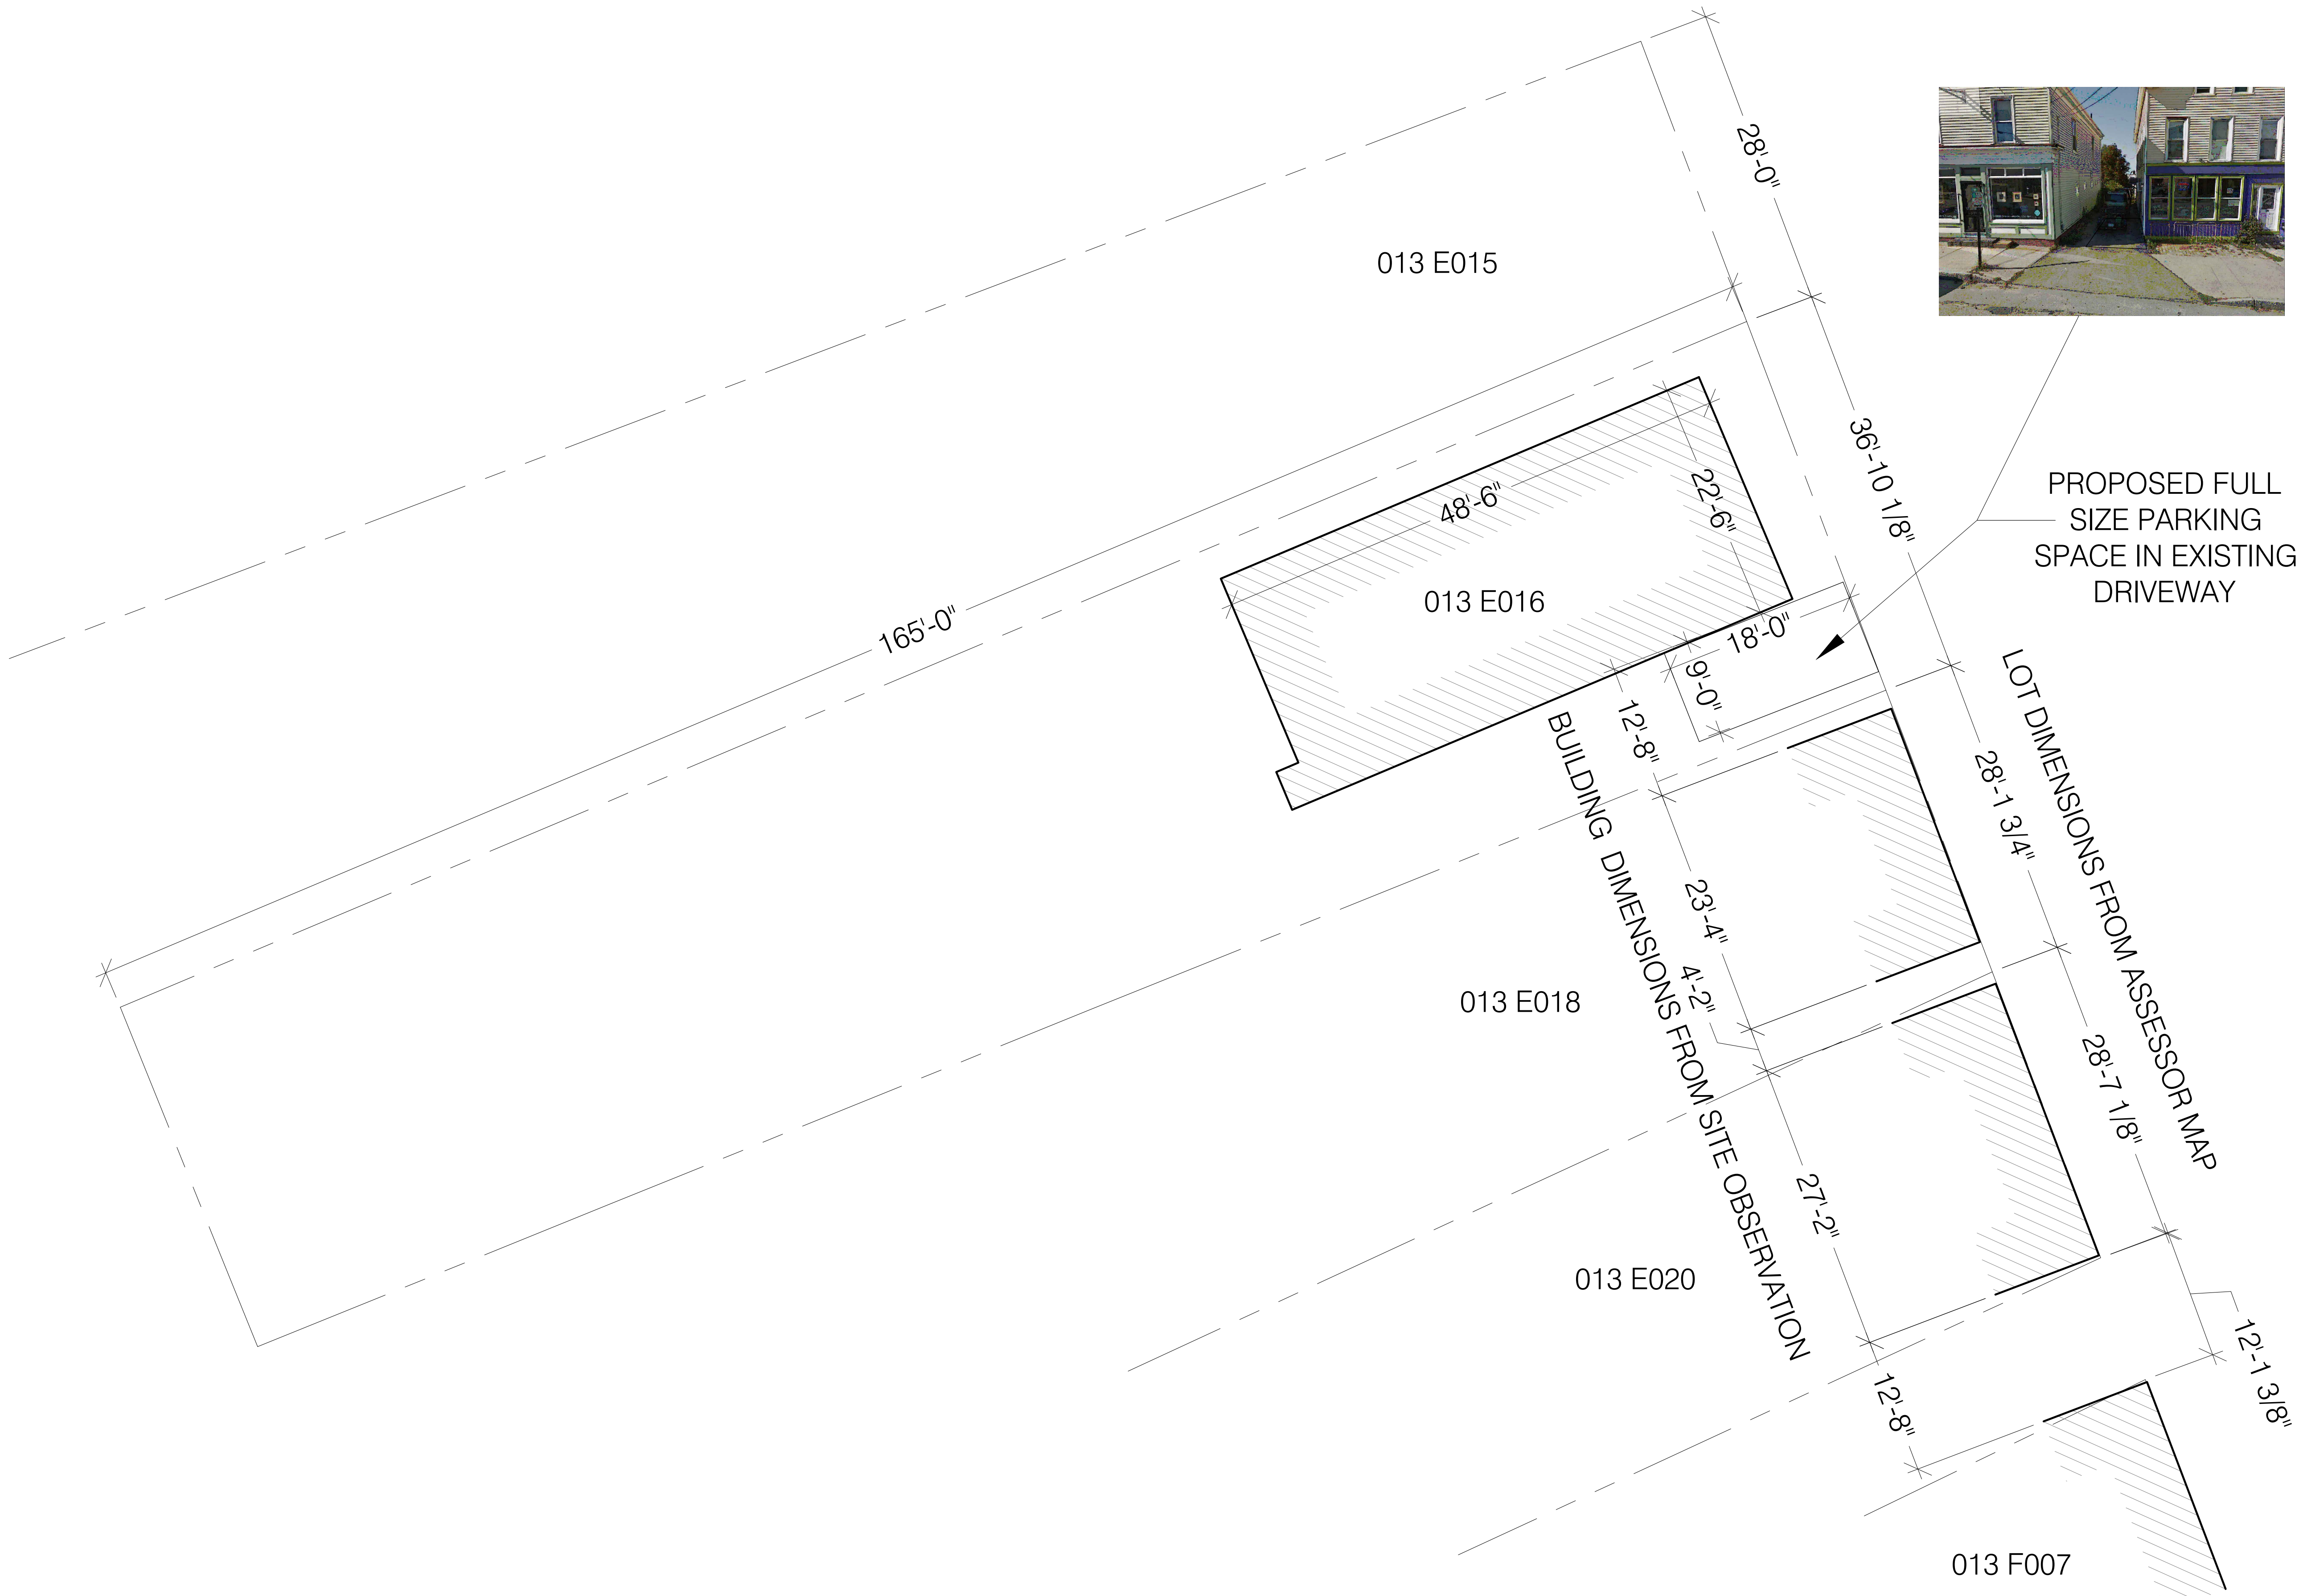 28'-0"
013 E015
36'-10 1/8"
PROPOSED FULL
SIZE PARKING
SPACE IN EXISTING
DRIVEWAY
48'-6"
22'-6"
013 E016
165'-0"
18'-0"
9'-0"
12'-8"
28'-1 3/4"
LOT DIMENSIONS FROM ASSESSOR MAP
BUILDING DIMENSIONS FROM SITE OBSERVATION
23'-4"
4'-2"
013 E018
28'-7 1/8"
27'-2"
013 E020
12'-1 3/8"
12'-8"
013 F007